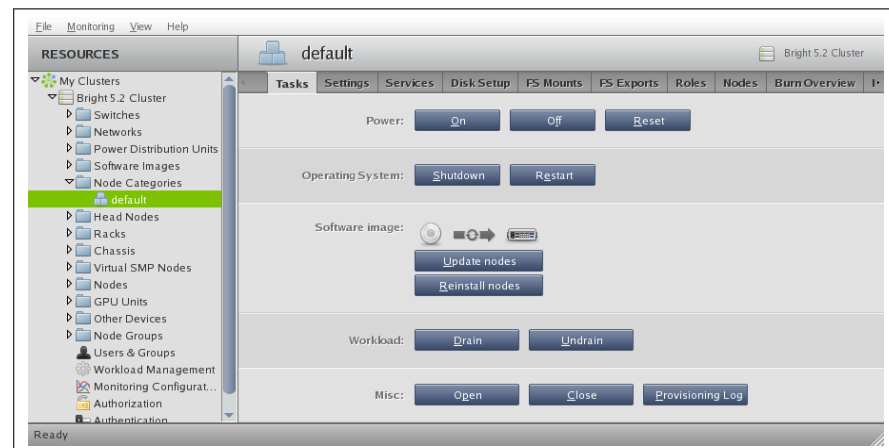 File Monitoring View Help
RESOURCES
default
Bright 5.2 Cluster
My Clusters
Bright 5.2 Cluster
Switches
Networks
Power Distribution Units
Software Images
Node Categories
default
Head Nodes
Racks
Chassis
Virtual SMP Nodes
Nodes
GPU Units
Other Devices
Node Groups
Users & Groups
Workload Management
Monitoring Configurat...
Authorization
Authentication
Tasks Settings Services Disk Setup FS Mounts FS Exports Roles Nodes Burn Overview
Power: On Off Reset
Operating System: Shutdown Restart
Software image:
Update nodes
Reinstall nodes
Workload: Drain Undrain
Misc: Open Close Provisioning Log
Ready